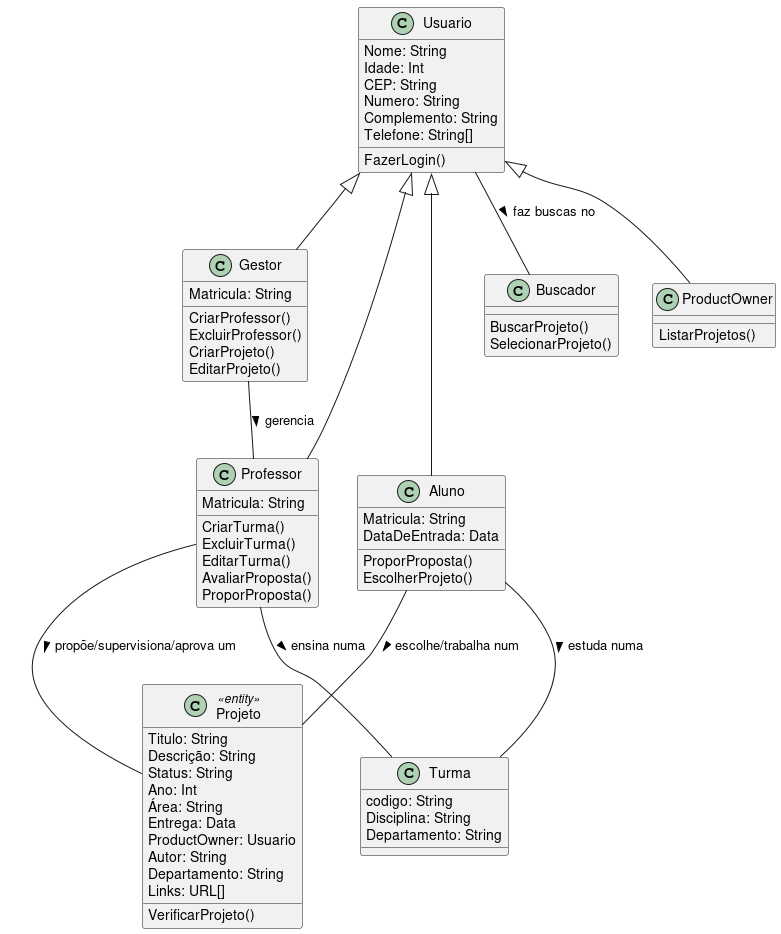 C Usuario
Nome: String
Idade: Int
CEP: String
Numero: String
Complemento: String
Telefone: String[]
FazerLogin()
faz buscas no
C Gestor
Matricula: String
CriarProfessor()
ExcluirProfessor()
CriarProjeto()
EditarProjeto()
C Buscador
BuscarProjeto()
SelecionarProjeto()
C ProductOwner
ListarProjetos()
gerencia
C Professor
Matricula: String
CriarTurma()
ExcluirTurma()
EditarTurma()
AvaliarProposta()
ProporProposta()
C Aluno
Matricula: String
DataDeEntrada: Data
ProporProposta()
EscolherProjeto()
propõe/supervisiona/aprova um
ensina numa
escolhe/trabalha num
estuda numa
«entity»
C Projeto
Titulo: String
Descrição: String
Status: String
Ano: Int
Área: String
Entrega: Data
ProductOwner: Usuario
Autor: String
Departamento: String
Links: URL[]
VerificarProjeto()
C Turma
codigo: String
Disciplina: String
Departamento: String